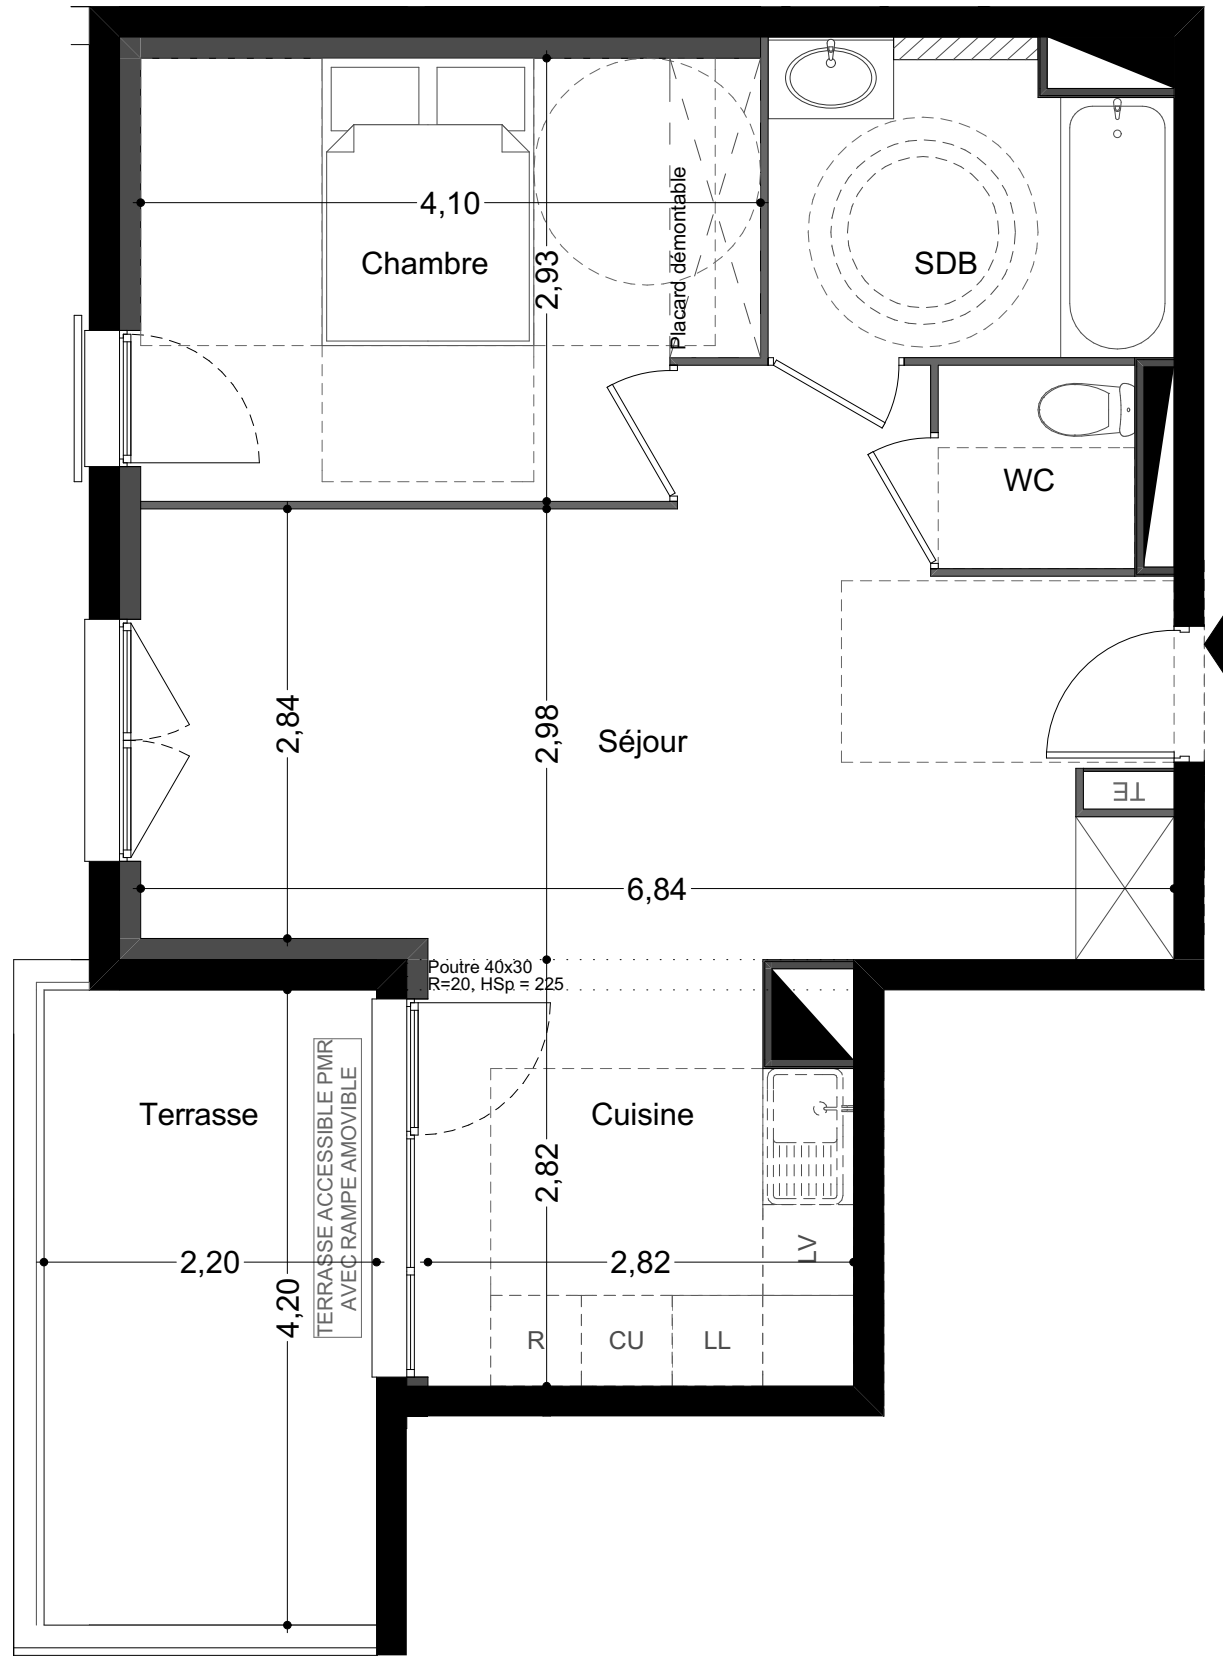 4,10
Chambre
2,93
Placard démontable
SDB
WC
2,84
2,98
Séjour
TE
6,84
Poutre 40x30
R=20, HSp = 225
Terrasse
TERRASSE ACCESSIBLE PMR
AVEC RAMPE AMOVIBLE
Cuisine
2,82
2,20
4,20
2,82
LV
R
CU
LL